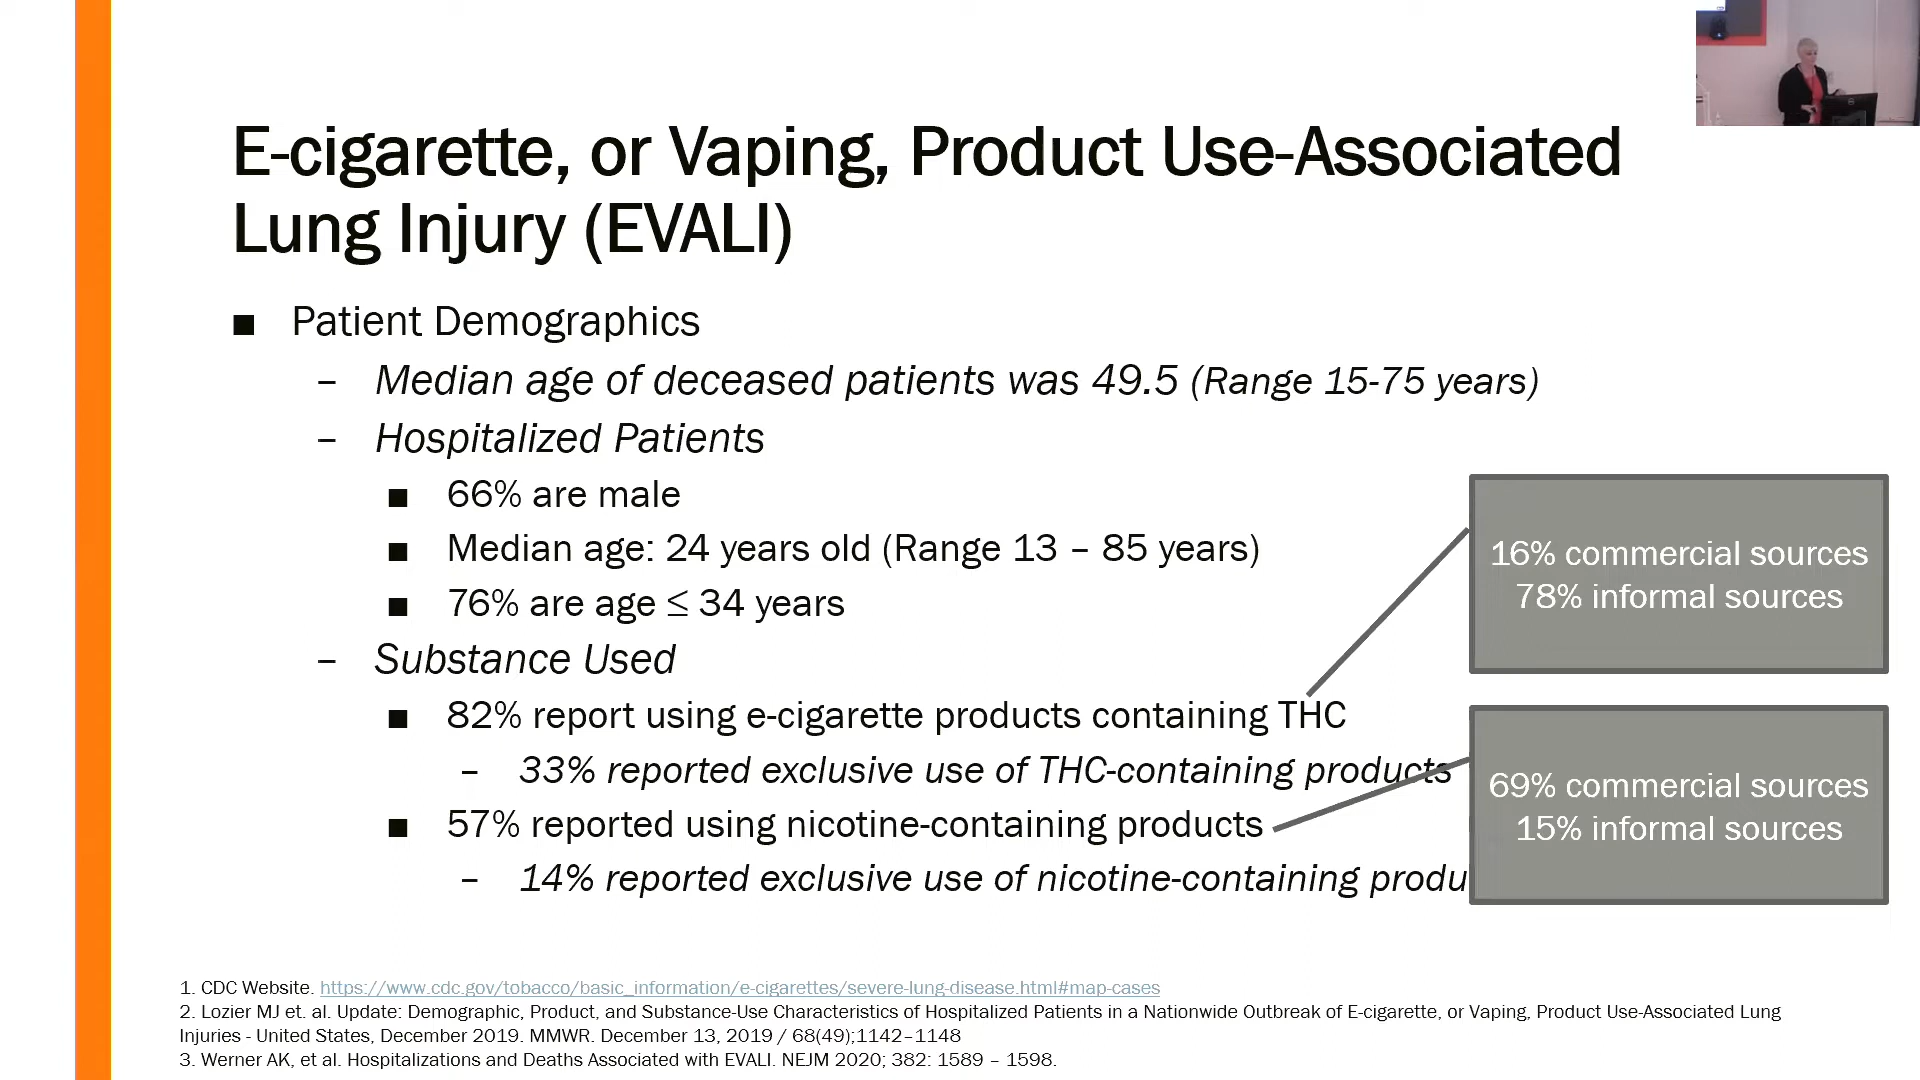 E-cigarette, or Vaping, Product Use-Associated
Lung Injury (EVALI)
■ Patient Demographics
– Median age of deceased patients was 49.5 (Range 15-75 years)
– Hospitalized Patients
■ 66% are male
■ Median age: 24 years old (Range 13 – 85 years)
■ 76% are age ≤ 34 years
– Substance Used
■ 82% report using e-cigarette products containing THC
– 33% reported exclusive use of THC-containing products
■ 57% reported using nicotine-containing products
– 14% reported exclusive use of nicotine-containing produ
16% commercial sources
78% informal sources
69% commercial sources
15% informal sources
1. CDC Website. https://www.cdc.gov/tobacco/basic_information/e-cigarettes/severe-lung-disease.html#map-cases
2. Lozier MJ et. al. Update: Demographic, Product, and Substance-Use Characteristics of Hospitalized Patients in a Nationwide Outbreak of E-cigarette, or Vaping, Product Use-Associated Lung
Injuries - United States, December 2019. MMWR. December 13, 2019 / 68(49);1142–1148
3. Werner AK, et al. Hospitalizations and Deaths Associated with EVALI. NEJM 2020; 382: 1589 – 1598.